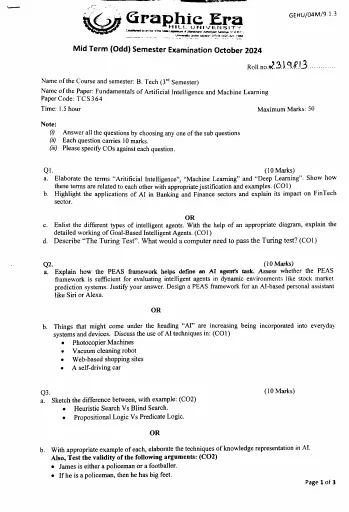 GEHU/04M/9 1.3
Graphic Era
HILL UNIVERSITY
Mid Term (Odd) Semester Examination October 2024
Roll no. 2319813
Name of the Course and semester: B. Tech (3rd Semester)
Name of the Paper: Fundamentals of Artificial Intelligence and Machine Learning
Paper Code: TCS364
Time: 1.5 hour Maximum Marks: 50
Note:
(i) Answer all the questions by choosing any one of the sub questions
(ii) Each question carries 10 marks.
(iii) Please specify COs against each question.
Q1. (10 Marks)
a. Elaborate the terms "Aritificial Intelligence", "Machine Learning" and "Deep Learning". Show how
these terms are related to each other with appropriate justification and examples. (CO1)
b. Highlight the applications of AI in Banking and Finance sectors and explain its impact on FinTech
sector.
OR
c. Enlist the different types of intelligent agents. With the help of an appropriate diagram, explain the
detailed working of Goal-Based Intelligent Agents. (CO1)
d. Describe "The Turing Test". What would a computer need to pass the Turing test? (CO1)
Q2. (10 Marks)
a. Explain how the PEAS framework helps define an AI agent's task. Assess whether the PEAS
framework is sufficient for evaluating intelligent agents in dynamic environments like stock market
prediction systems. Justify your answer. Design a PEAS framework for an AI-based personal assistant
like Siri or Alexa.
OR
b. Things that might come under the heading "AI" are increasing being incorporated into everyday
systems and devices. Discuss the use of AI techniques in: (CO1)
• Photocopier Machines
• Vacuum cleaning robot
• Web-based shopping sites
• A self-driving car
Q3. (10 Marks)
a. Sketch the difference between, with example: (CO2)
• Heuristic Search Vs Blind Search.
• Propositional Logic Vs Predicate Logic.
OR
b. With appropriate example of each, elaborate the techniques of knowledge representation in AI.
Also, Test the validity of the following arguments: (CO2)
• James is either a policeman or a footballer.
• If he is a policeman, then he has big feet.
Page 1 of 3